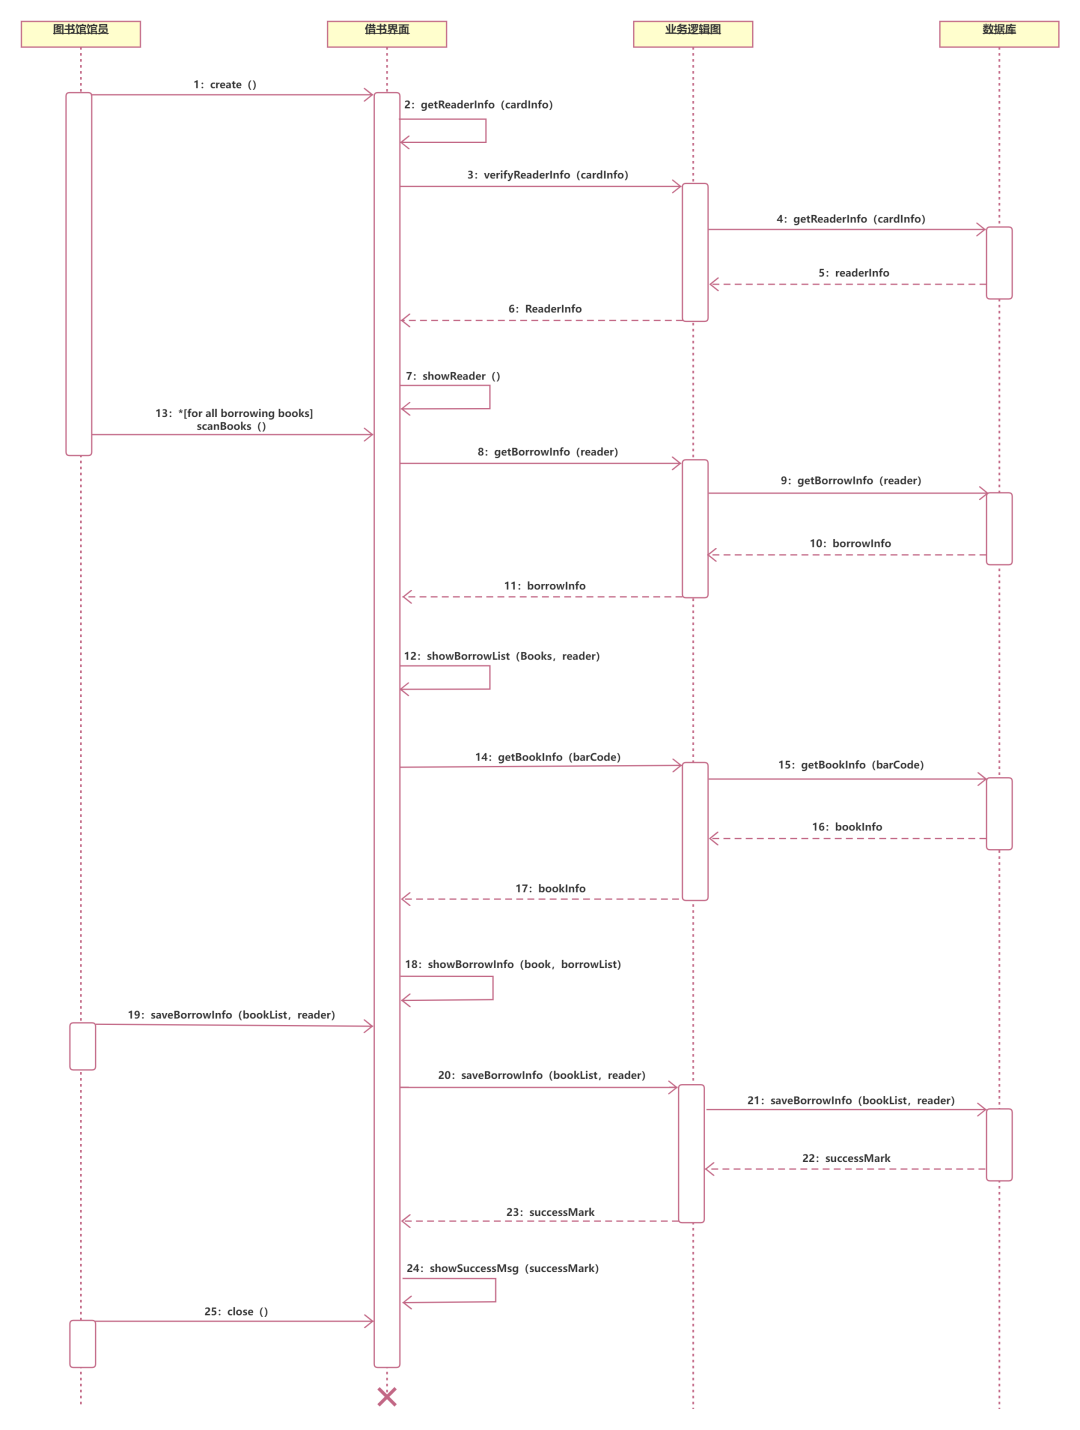 图书馆馆员
借书界面
业务逻辑图
数据库
1：create（）
2：getReaderInfo（cardInfo）
3：verifyReaderInfo（cardInfo）
4：getReaderInfo（cardInfo）
5：readerInfo
6：ReaderInfo
7：showReader（）
13：*[for all borrowing books]
scanBooks（）
8：getBorrowInfo（reader）
9：getBorrowInfo（reader）
10：borrowInfo
11：borrowInfo
12：showBorrowList（Books，reader）
14：getBookInfo（barCode）
15：getBookInfo（barCode）
16：bookInfo
17：bookInfo
18：showBorrowInfo（book，borrowList）
19：saveBorrowInfo（bookList，reader）
20：saveBorrowInfo（bookList，reader）
21：saveBorrowInfo（bookList，reader）
22：successMark
23：successMark
24：showSuccessMsg（successMark）
25：close（）